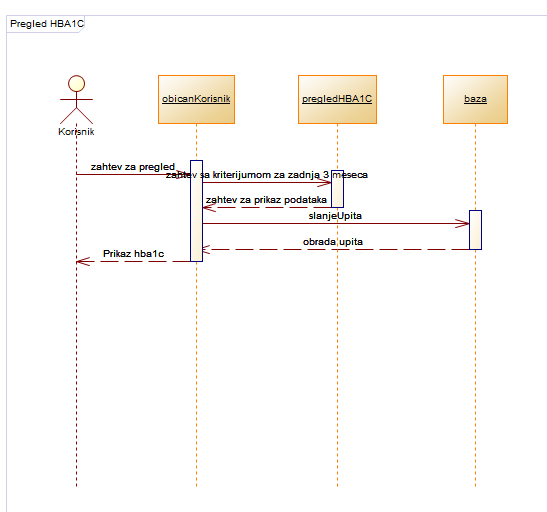 Pregled HBA1C
obicanKorisnik
pregledHBA1C
baza
Korisnik
zahtev za pregled
zahtev sa kriterijumom za zadnja 3 meseca
zahtev za prikaz podataka
slanjeUpita
obrada upita
Prikaz hba1c